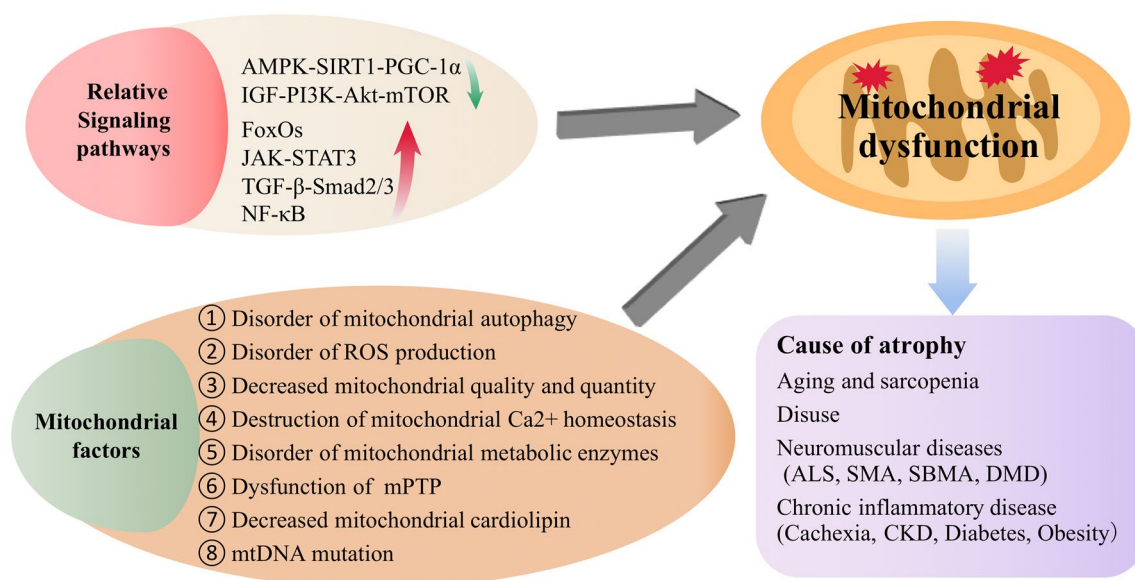 Relative
Signaling
pathways
AMPK-SIRT1-PGC-1α
IGF-PI3K-Akt-mTOR
FoxOs
JAK-STAT3
TGF-β-Smad2/3
NF-κB
Mitochondrial
dysfunction
Mitochondrial
factors
① Disorder of mitochondrial autophagy
② Disorder of ROS production
③ Decreased mitochondrial quality and quantity
④ Destruction of mitochondrial Ca2+ homeostasis
⑤ Disorder of mitochondrial metabolic enzymes
⑥ Dysfunction of mPTP
⑦ Decreased mitochondrial cardiolipin
⑧ mtDNA mutation
Cause of atrophy
Aging and sarcopenia
Disuse
Neuromuscular diseases
(ALS, SMA, SBMA, DMD)
Chronic inflammatory disease
(Cachexia, CKD, Diabetes, Obesity）